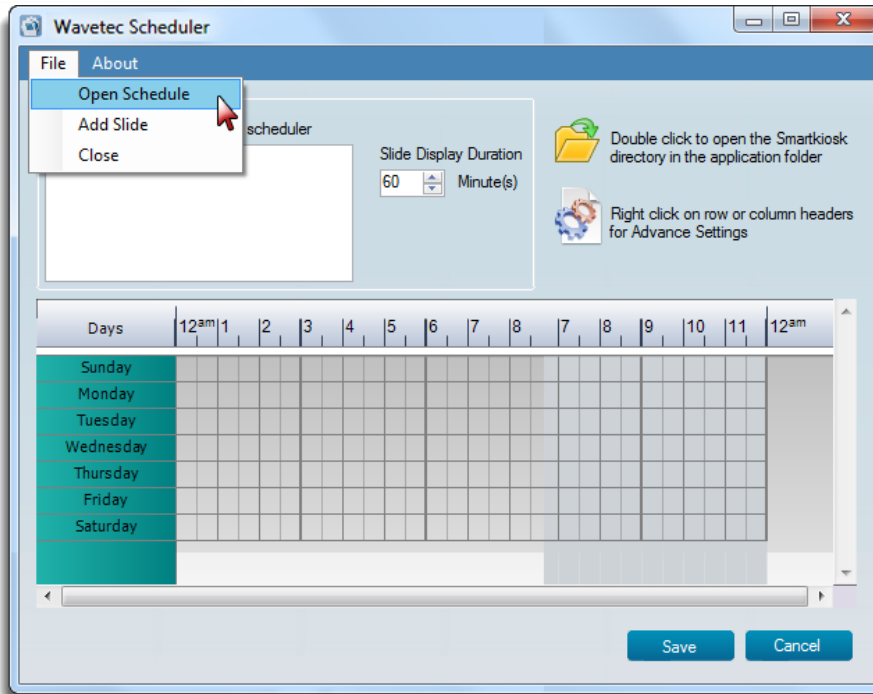 Wavetec Scheduler
File About
Open Schedule
Add Slide
Close
scheduler
Slide Display Duration
60 Minute(s)
Double click to open the Smartkiosk
directory in the application folder
Right click on row or column headers
for Advance Settings
Days 12am 1 2 3 4 5 6 7 8 7 8 9 10 11 12am
Sunday
Monday
Tuesday
Wednesday
Thursday
Friday
Saturday
Save Cancel